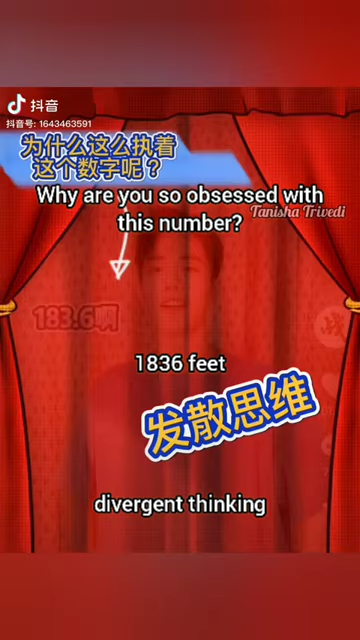 抖音
抖音号: 1643463591
为什么这么执着
这个数字呢？
Why are you so obsessed with
this number?
Tanisha Trivedi
183.6啊
1836 feet
发散思维
divergent thinking